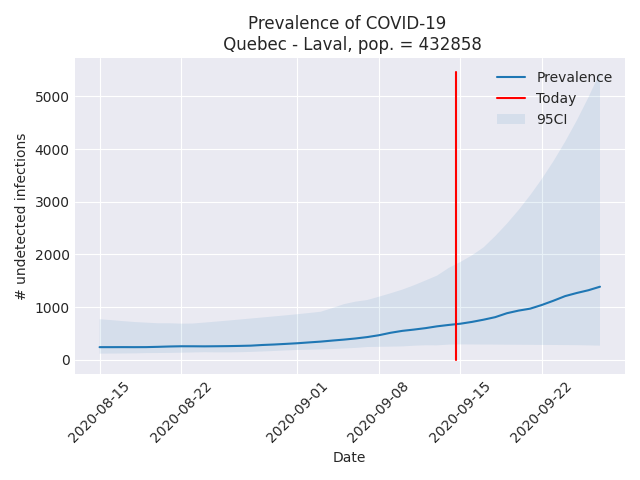 Prevalence of COVID-19
Quebec - Laval, pop. = 432858
Prevalence
Today
95CI
5000
4000
3000
2000
1000
0
# undetected infections
2020-08-15
2020-08-22
2020-09-01
2020-09-08
2020-09-15
2020-09-22
Date